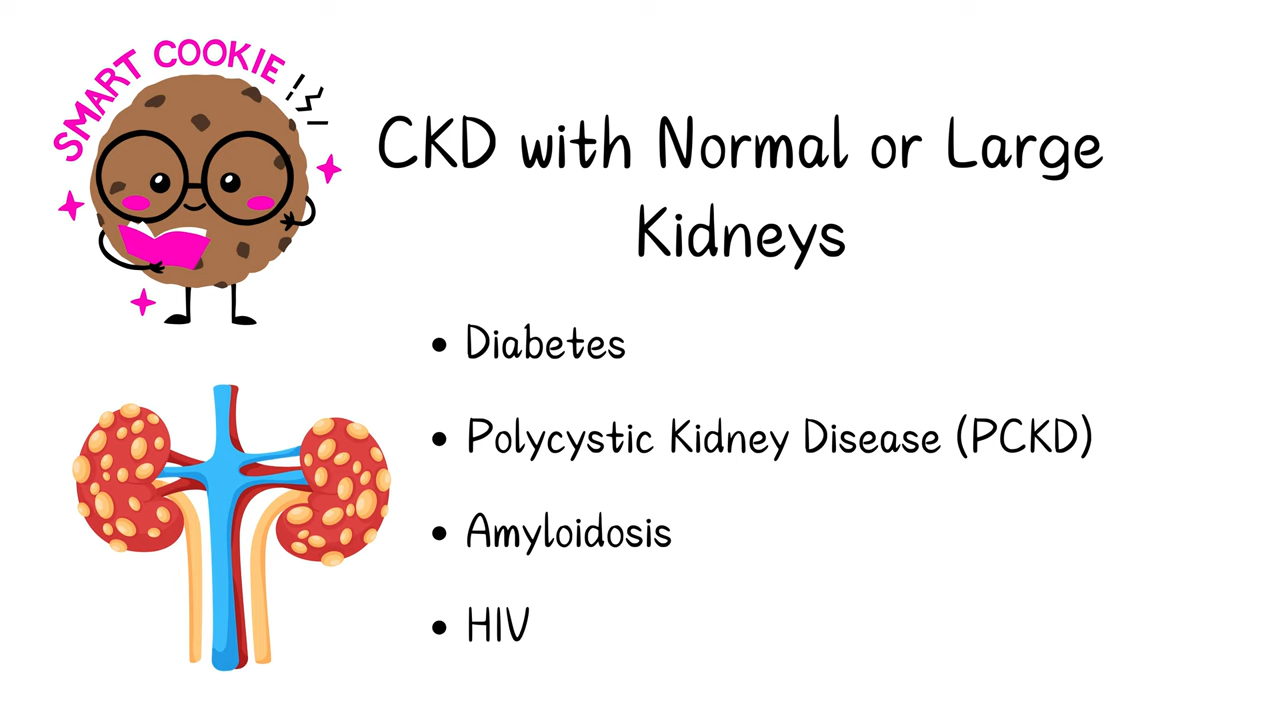 SMART COOKIE
CKD with Normal or Large
Kidneys
• Diabetes
• Polycystic Kidney Disease (PCKD)
• Amyloidosis
• HIV